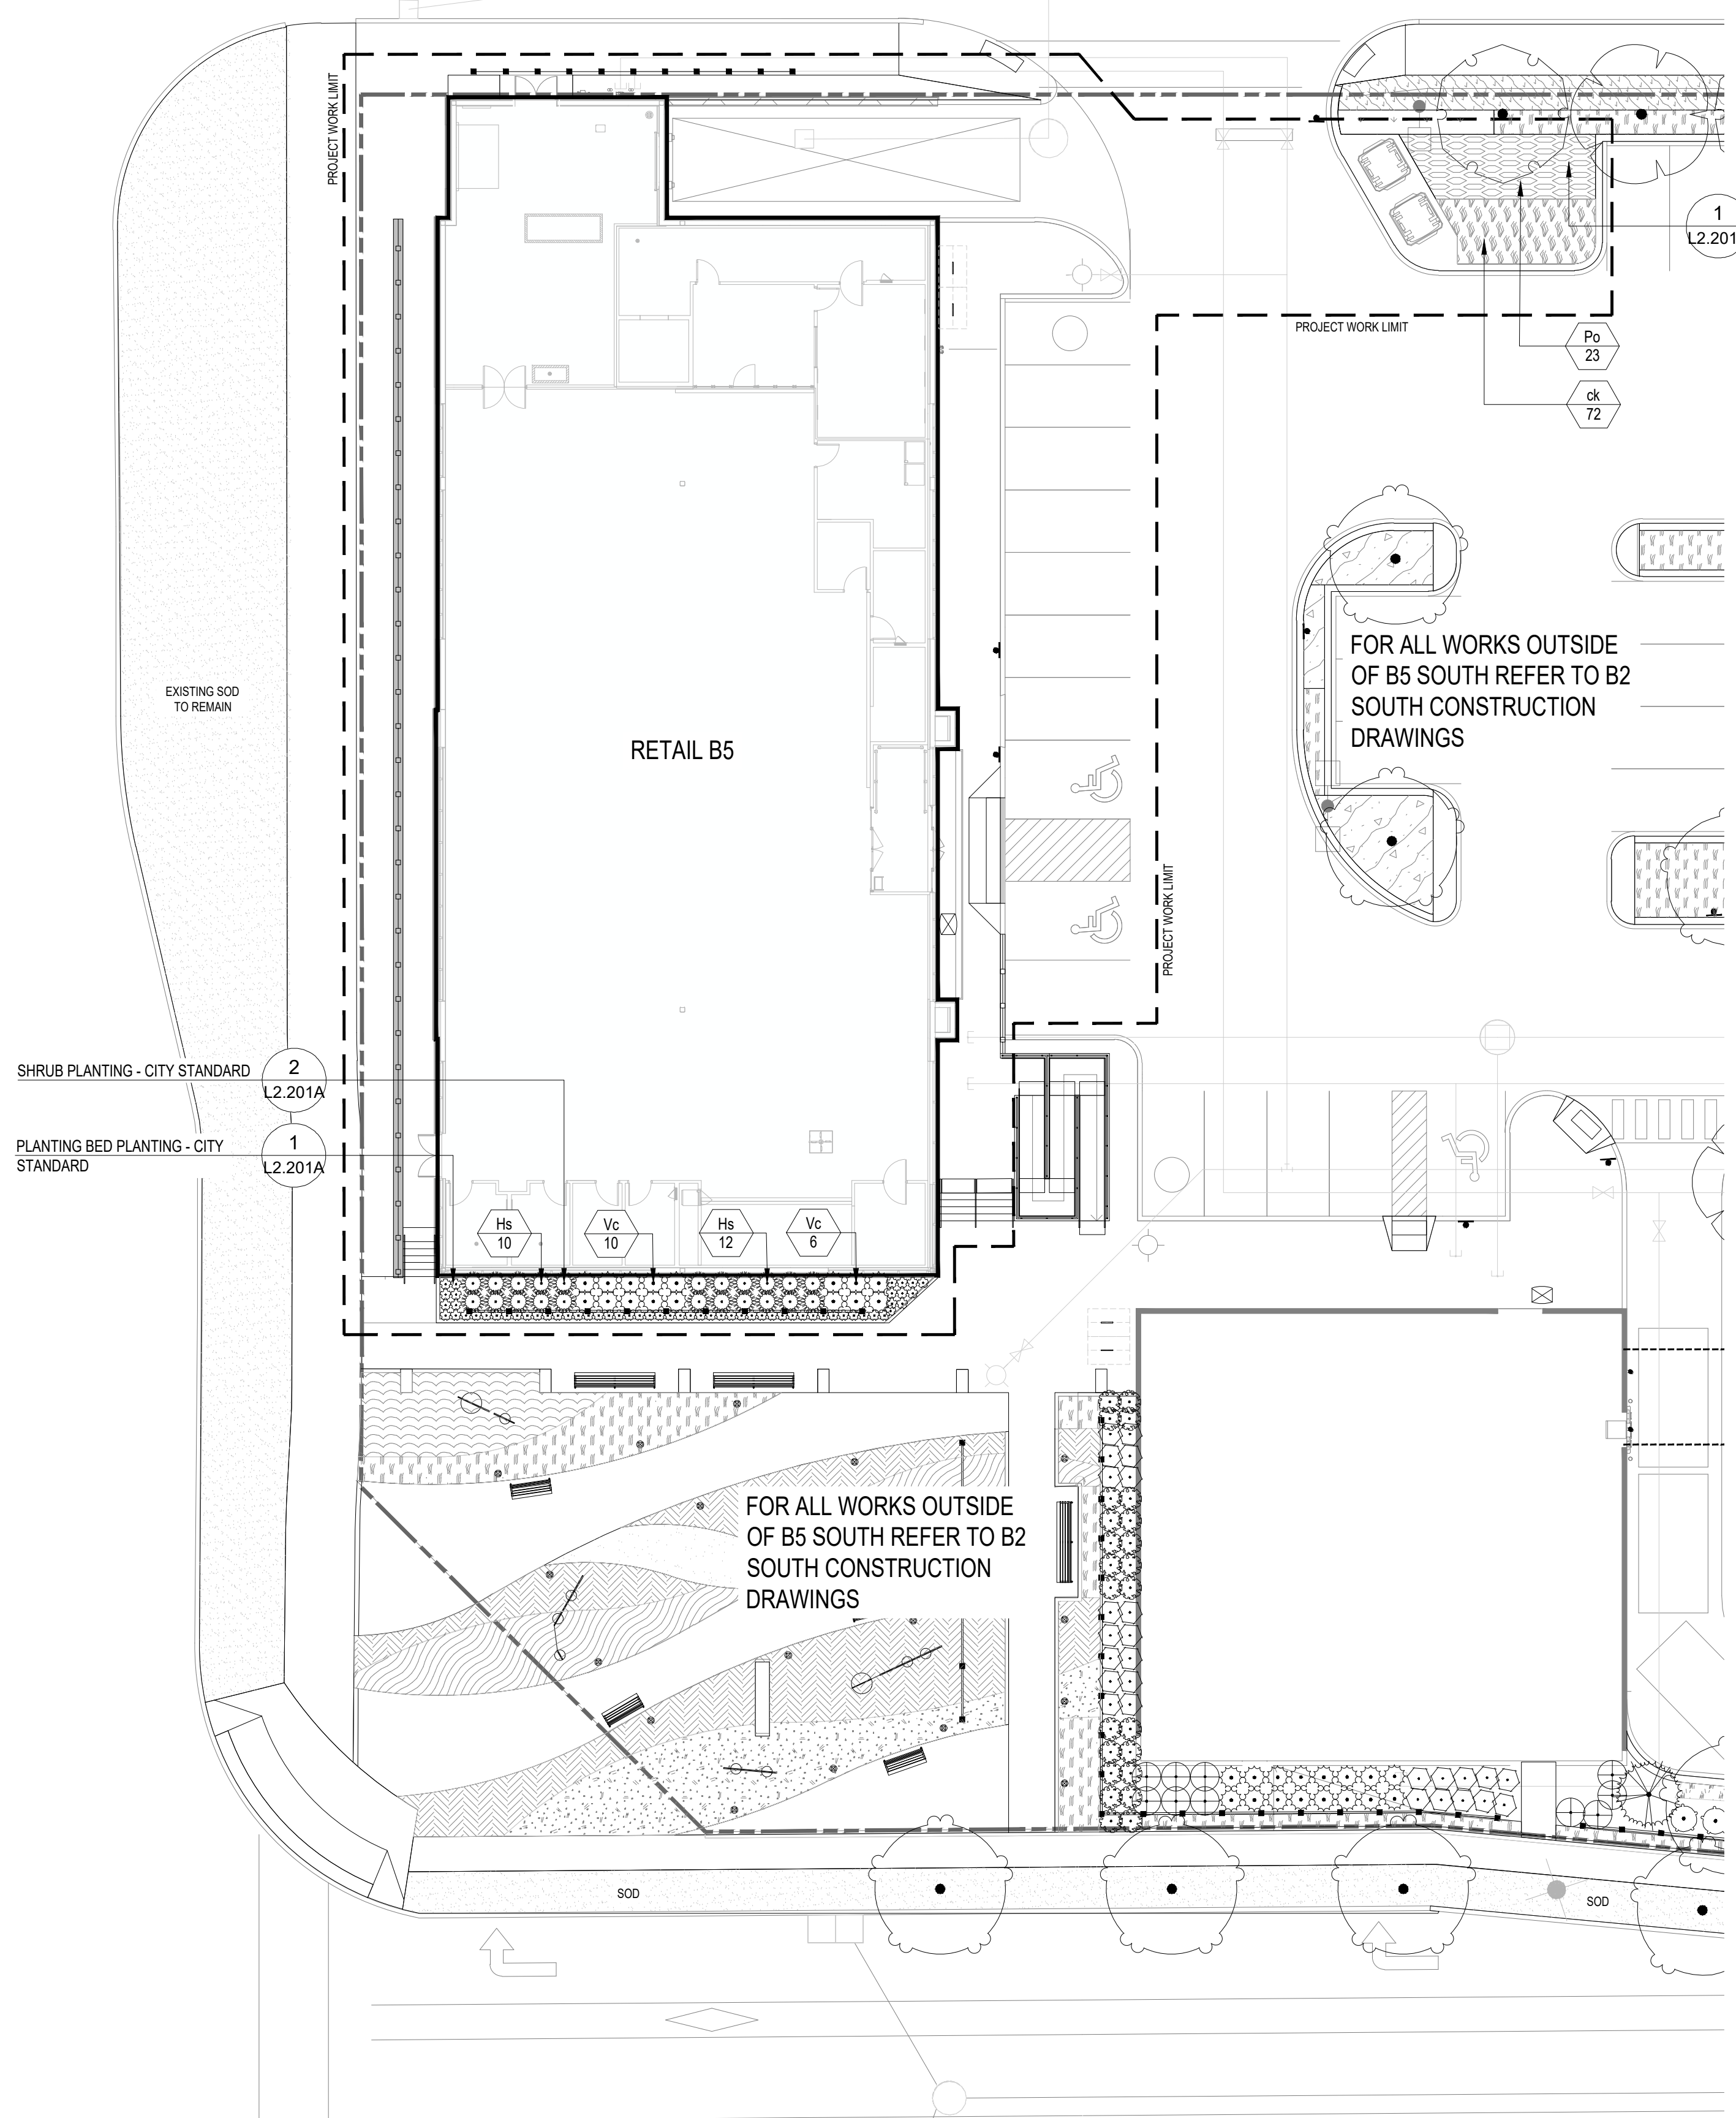 PROJECT WORK LIMIT
1
L2.201
PROJECT WORK LIMIT
Po
23
ck
72
FOR ALL WORKS OUTSIDE
OF B5 SOUTH REFER TO B2
SOUTH CONSTRUCTION
DRAWINGS
EXISTING SOD
TO REMAIN
RETAIL B5
PROJECT WORK LIMIT
SHRUB PLANTING - CITY STANDARD
2
L2.201A
PLANTING BED PLANTING - CITY
STANDARD
1
L2.201A
Hs
10
Vc
10
Hs
12
Vc
6
FOR ALL WORKS OUTSIDE
OF B5 SOUTH REFER TO B2
SOUTH CONSTRUCTION
DRAWINGS
SOD
SOD